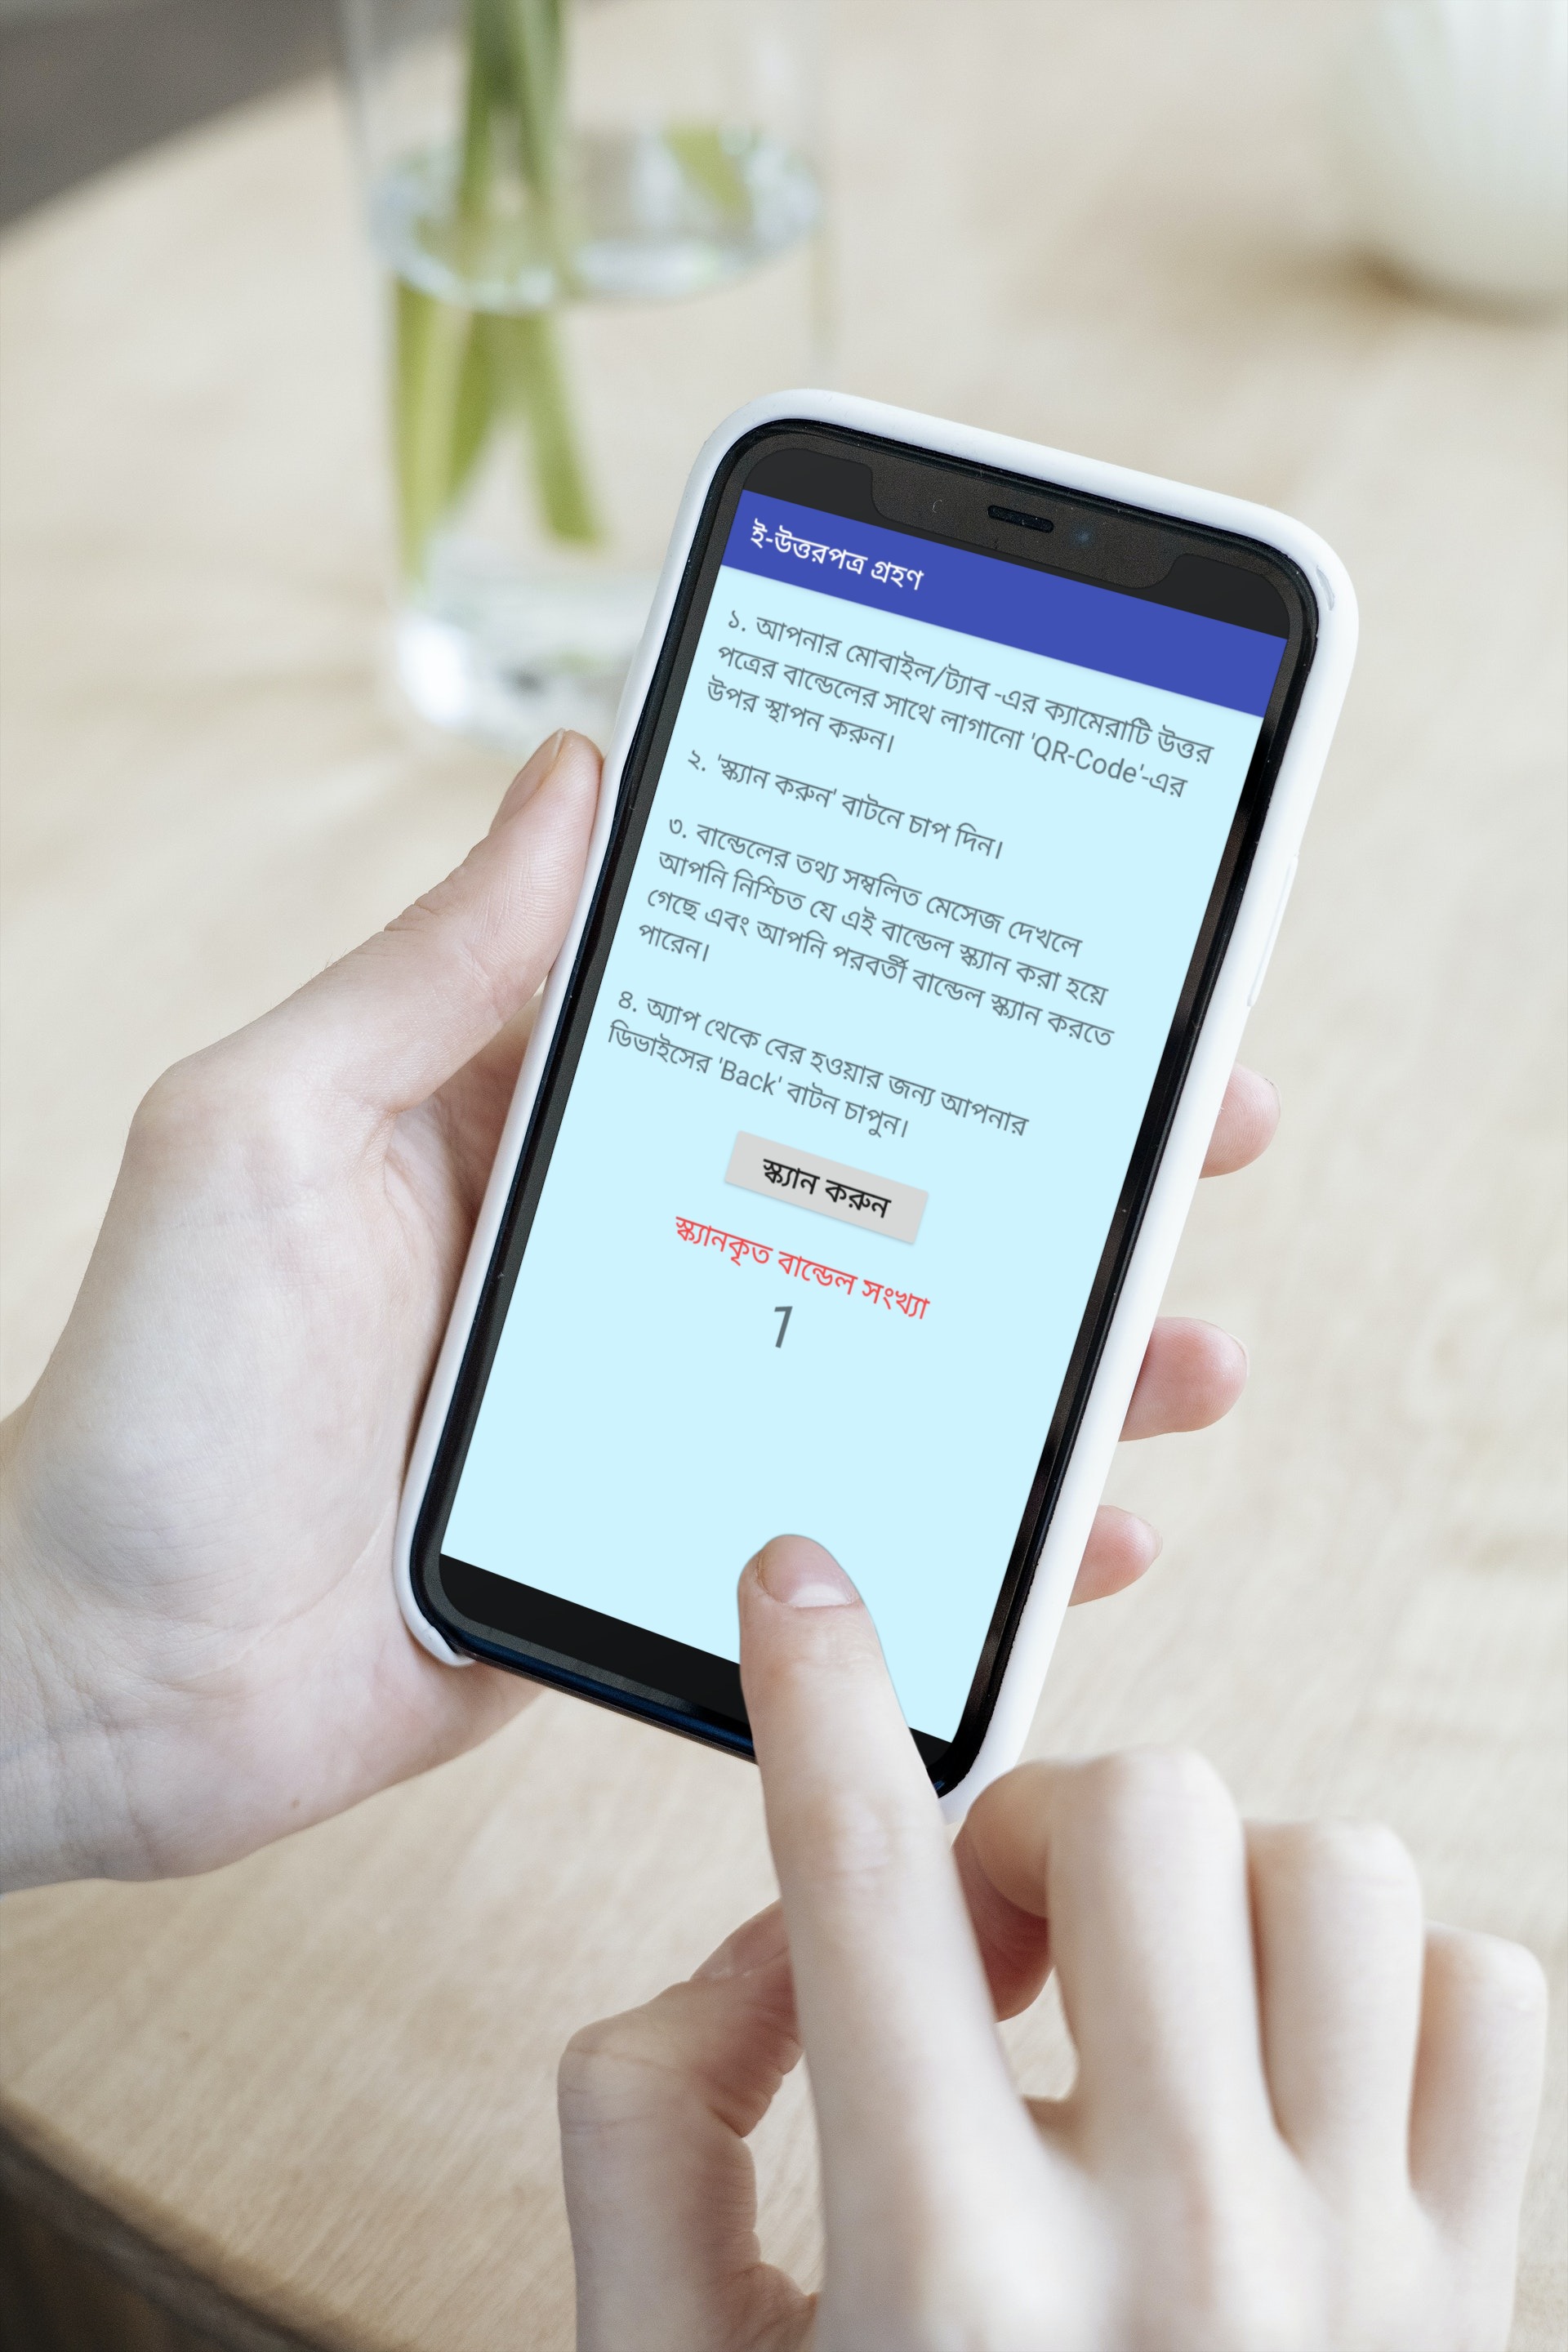 ই-উত্তরপত্র গ্রহণ
১. আপনার মোবাইল/ট্যাব -এর ক্যামেরাটি উত্তর
পত্রের বান্ডেলের সাথে লাগানো 'QR-Code'-এর
উপর স্থাপন করুন।
২. 'স্ক্যান করুন' বাটনে চাপ দিন।
৩. বান্ডেলের তথ্য সম্বলিত মেসেজ দেখলে
আপনি নিশ্চিত যে এই বান্ডেল স্ক্যান করা হয়ে
গেছে এবং আপনি পরবর্তী বান্ডেল স্ক্যান করতে
পারেন।
৪. অ্যাপ থেকে বের হওয়ার জন্য আপনার
ডিভাইসের 'Back' বাটন চাপুন।
স্ক্যান করুন
স্ক্যানকৃত বান্ডেল সংখ্যা
1